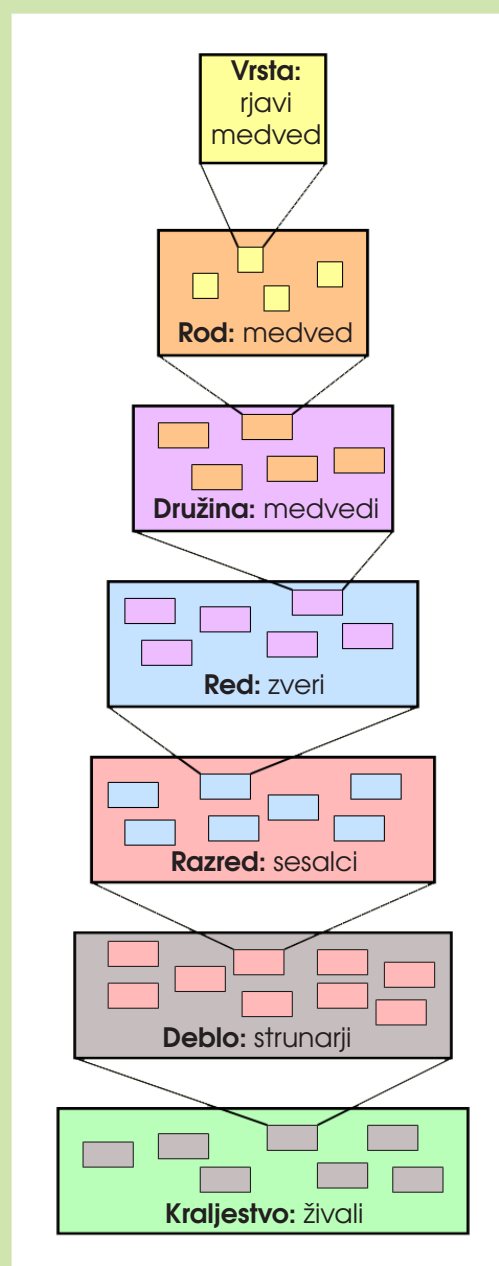 Vrsta:
rjavi
medved
Rod: medved
Družina: medvedi
Red: zveri
Razred: sesalci
Deblo: strunarji
Kraljestvo: živali